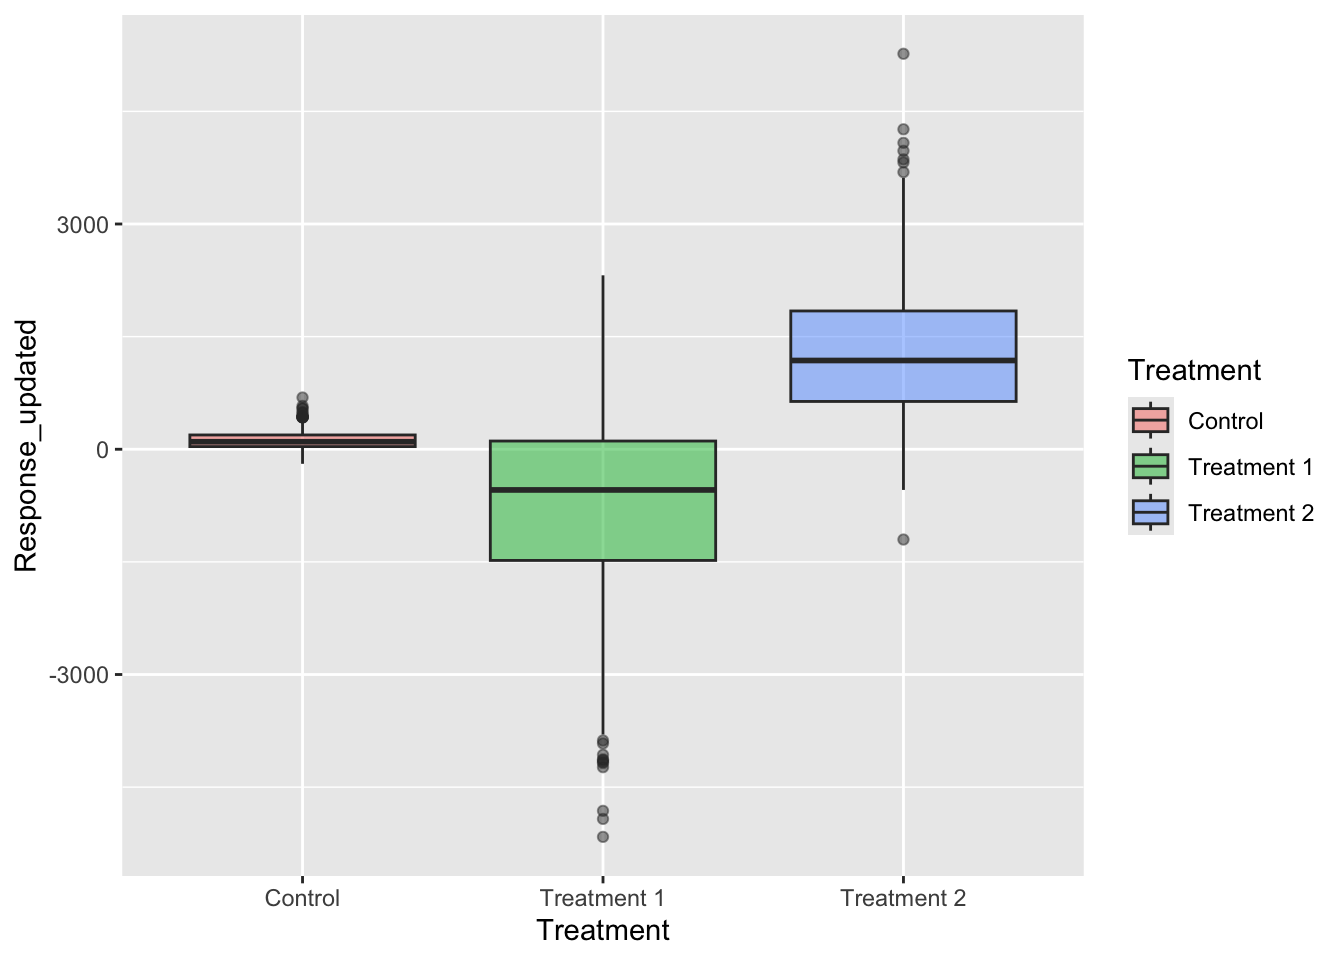 Response_updated
3000
0
-3000
Control
Treatment 1
Treatment 2
Treatment
Treatment
Control
Treatment 1
Treatment 2